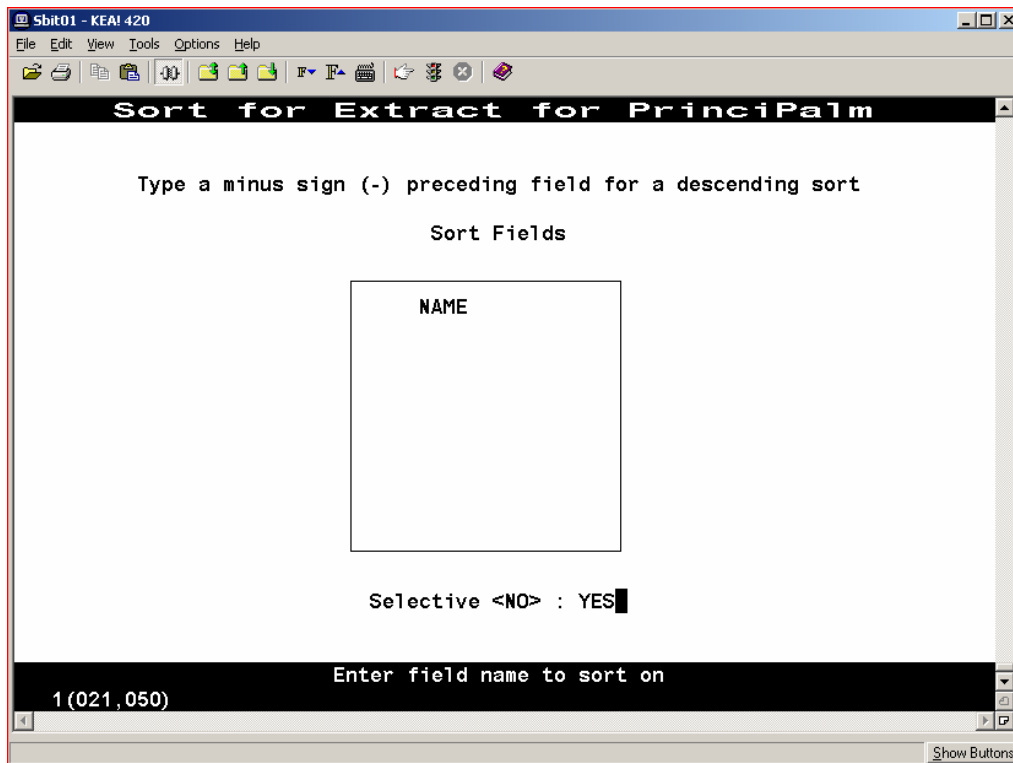 Sbit01 - KEA! 420
File Edit View Tools Options Help
Sort for Extract for PrinciPalm
Type a minus sign (-) preceding field for a descending sort
Sort Fields
NAME
Selective <NO> : YES
Enter field name to sort on
1(021,050)
Show Buttons